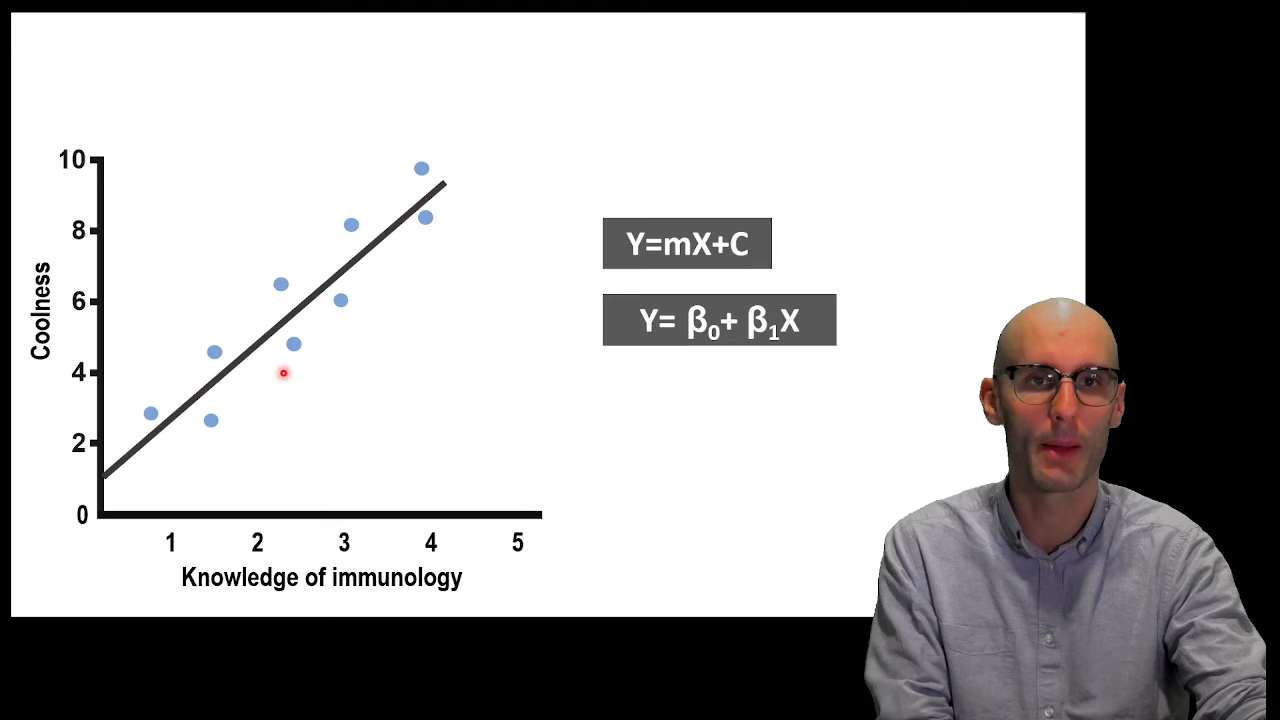 10
8
6
4
2
0
Coolness
1 2 3 4 5
Knowledge of immunology
Y=mX+C
Y= β₀+ β₁X